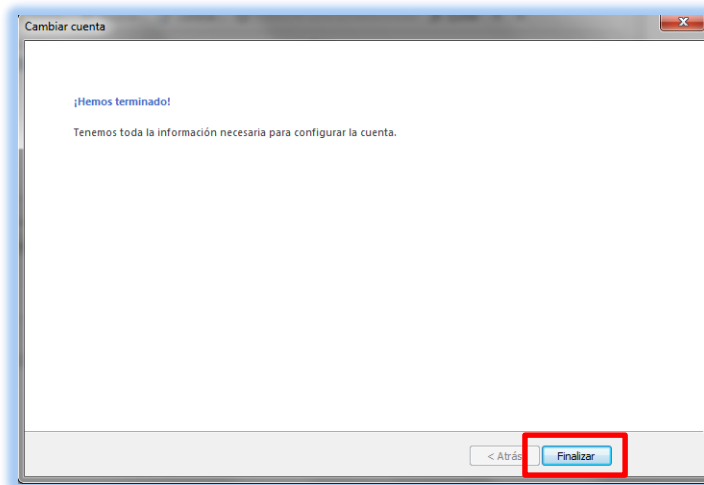 Cambiar cuenta
¡Hemos terminado!
Tenemos toda la información necesaria para configurar la cuenta.
< Atrás
Finalizar